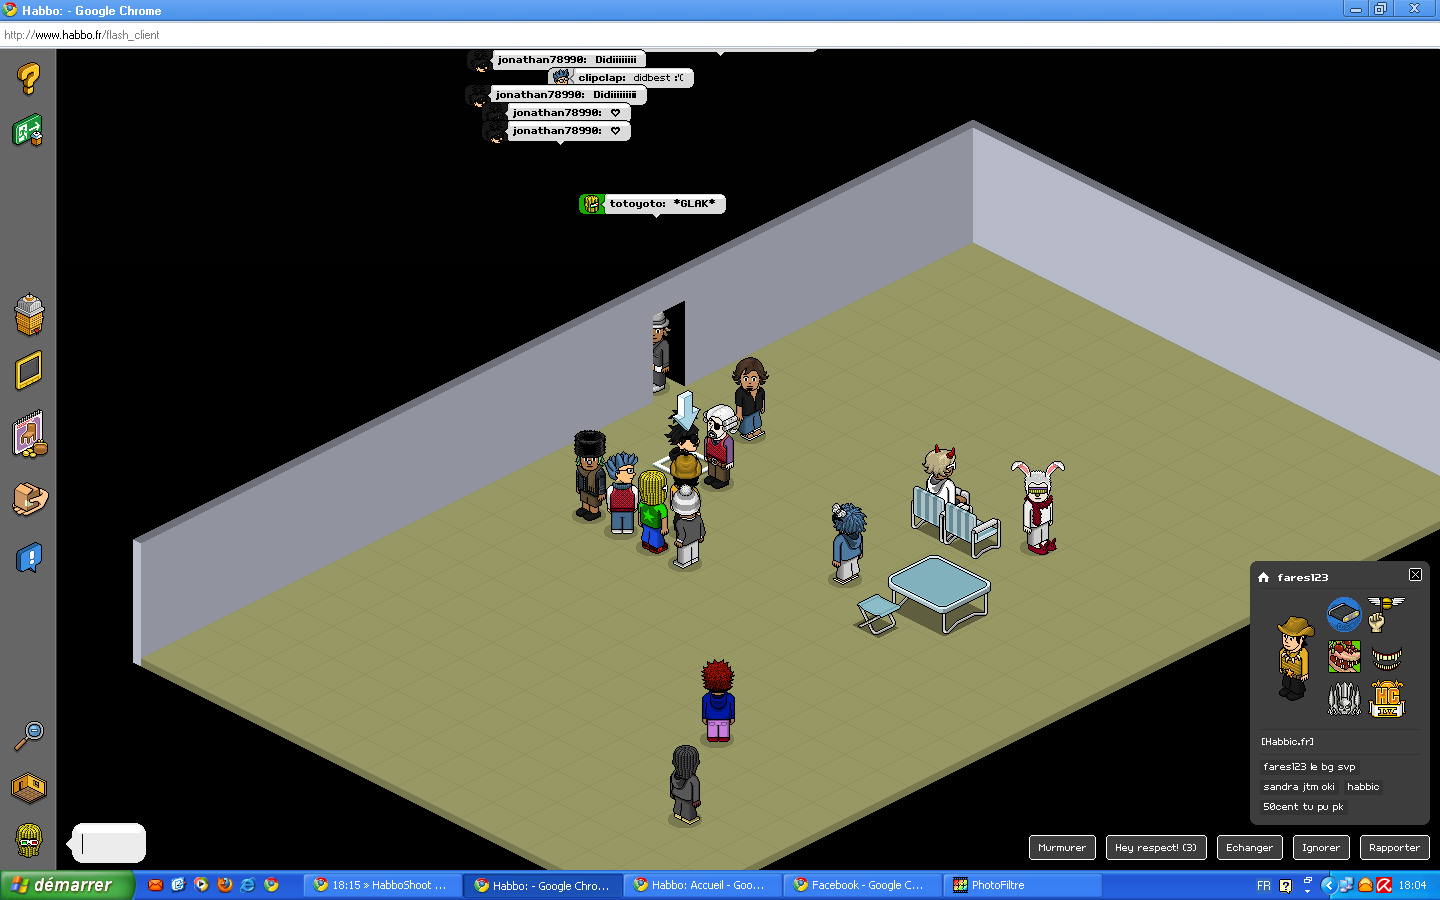 Habbo: - Google Chrome
http://www.habbo.fr/flash_client
jonathan78990: Didiiiiiiii
clipclap: didbest :'(
jonathan78990: Didiiiiiiii
jonathan78990: ♡
jonathan78990: ♡
totoyoto: *GLAK*
fares123
HC
[Habbic.fr]
fares123 le bg svp
sandra jtm oki habbic
50cent tu pu pk
Murmurer Hey respect! (3) Echanger Ignorer Rapporter
démarrer 18:15 » HabboShoot ... Habbo: - Google Chro... Habbo: Accueil - Goo... Facebook - Google C... PhotoFiltre FR 18:04